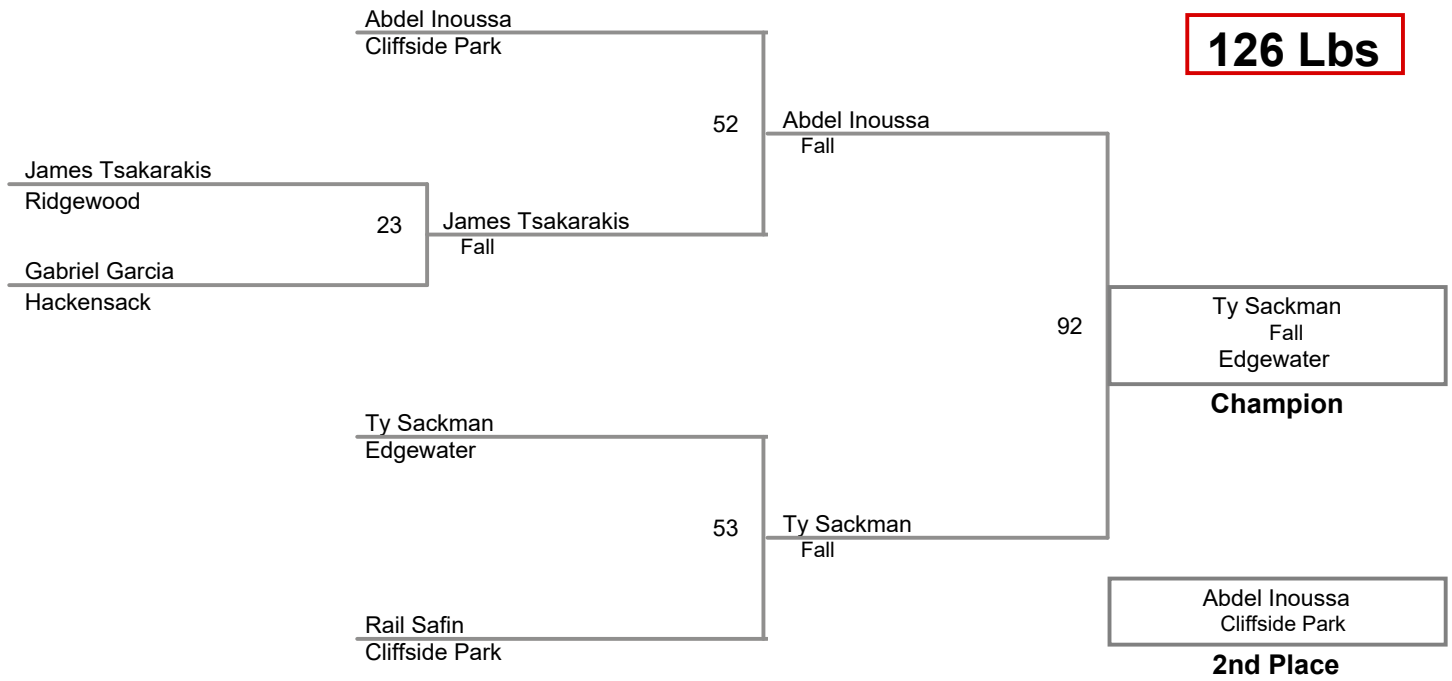 Abdel Inoussa
Cliffside Park
126 Lbs
52
Abdel Inoussa
Fall
James Tsakarakis
Ridgewood
23
James Tsakarakis
Fall
Gabriel Garcia
Hackensack
92
Ty Sackman
Fall
Edgewater
Champion
Ty Sackman
Edgewater
53
Ty Sackman
Fall
Rail Safin
Cliffside Park
Abdel Inoussa
Cliffside Park
2nd Place